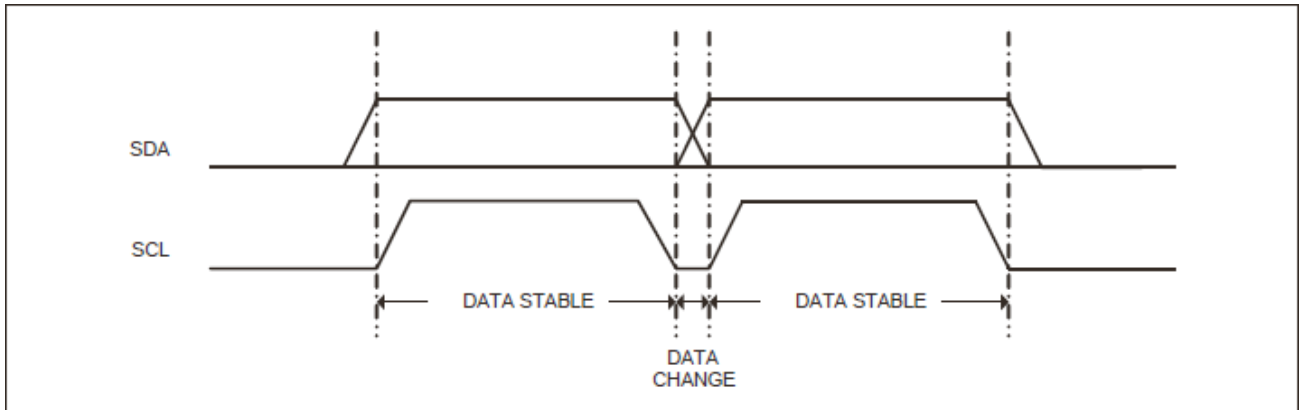 SDA
SCL
DATA STABLE
DATA STABLE
DATA
CHANGE